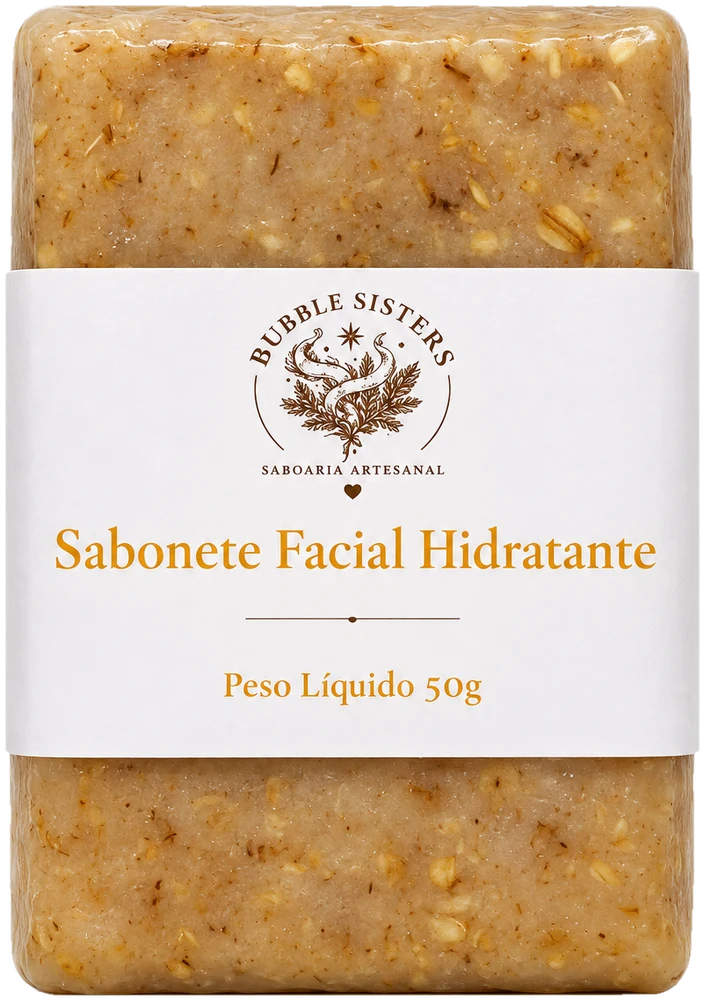 BUBBLE SISTERS
SABOARIA ARTESANAL
Sabonete Facial Hidratante
Peso Líquido 50g